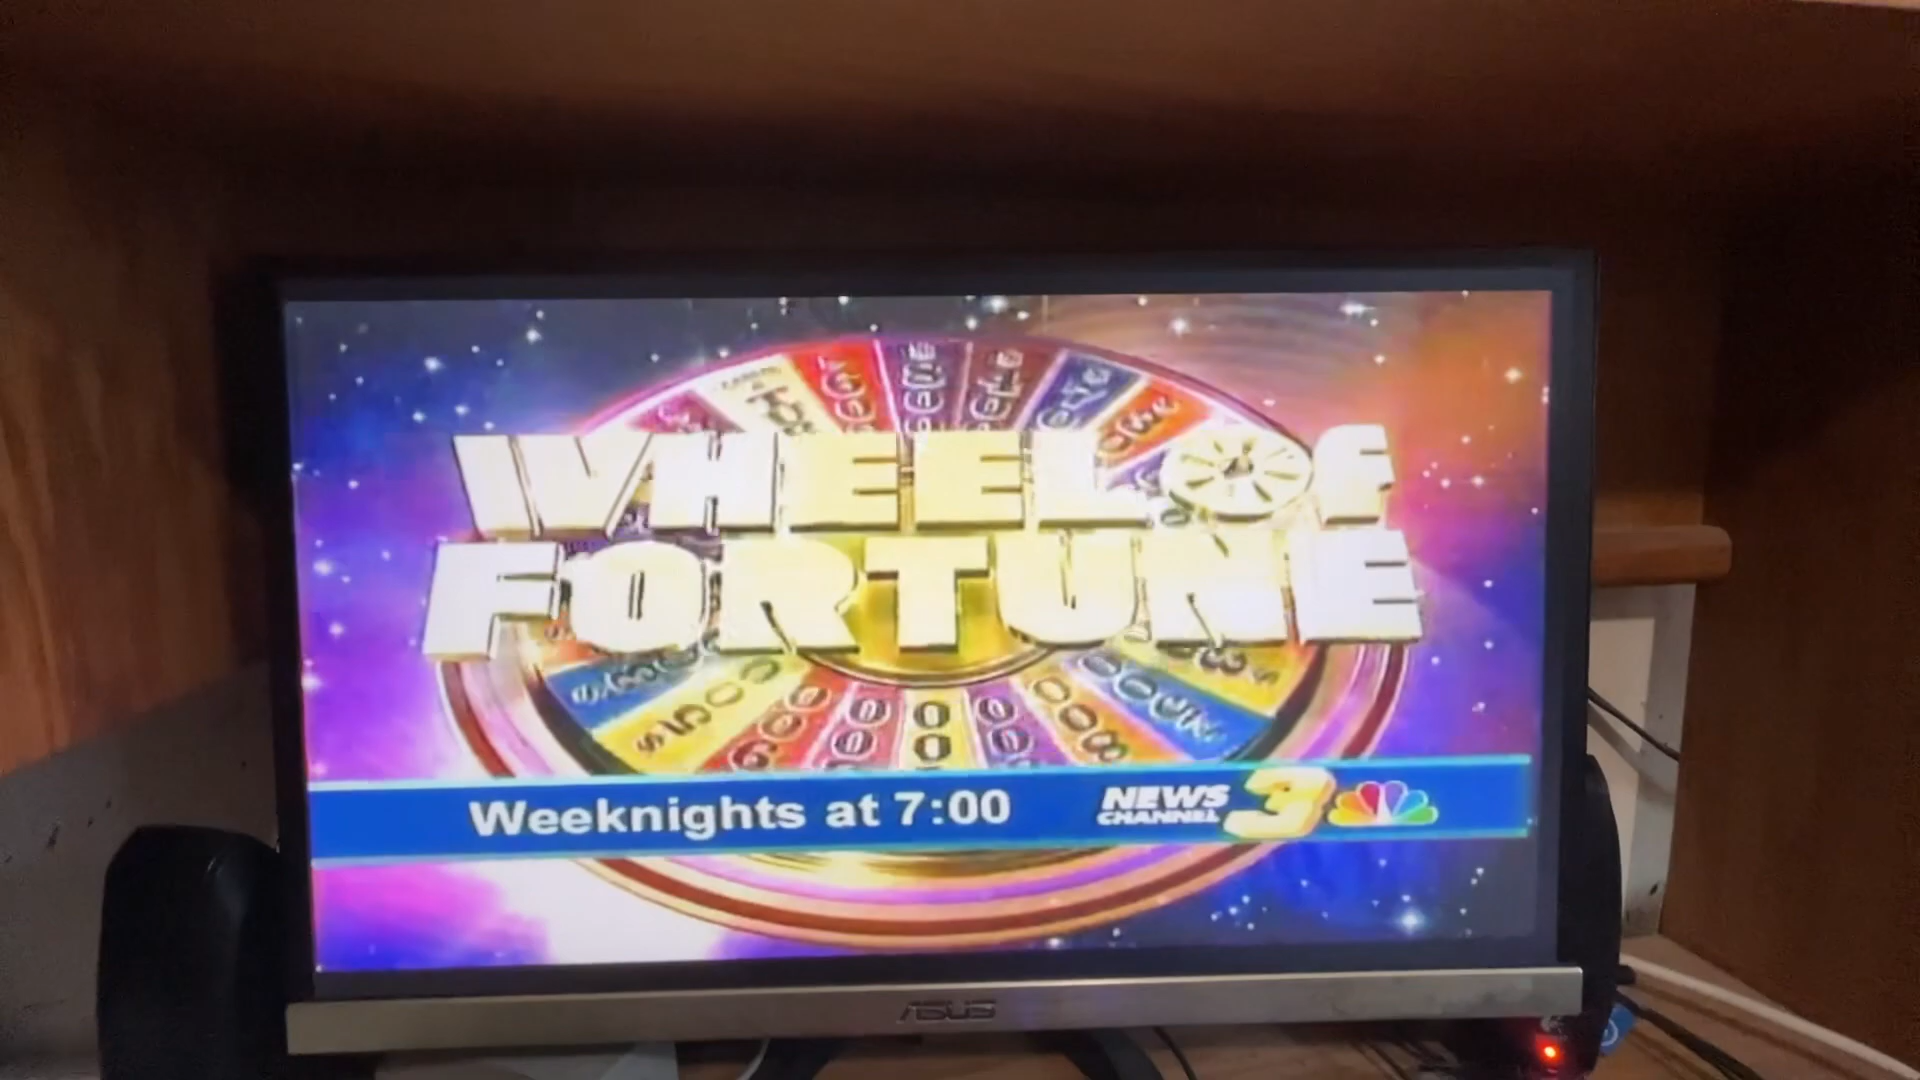 WHEEL OF
FORTUNE
Weeknights at 7:00
NEWS
CHANNEL
3
ASUS